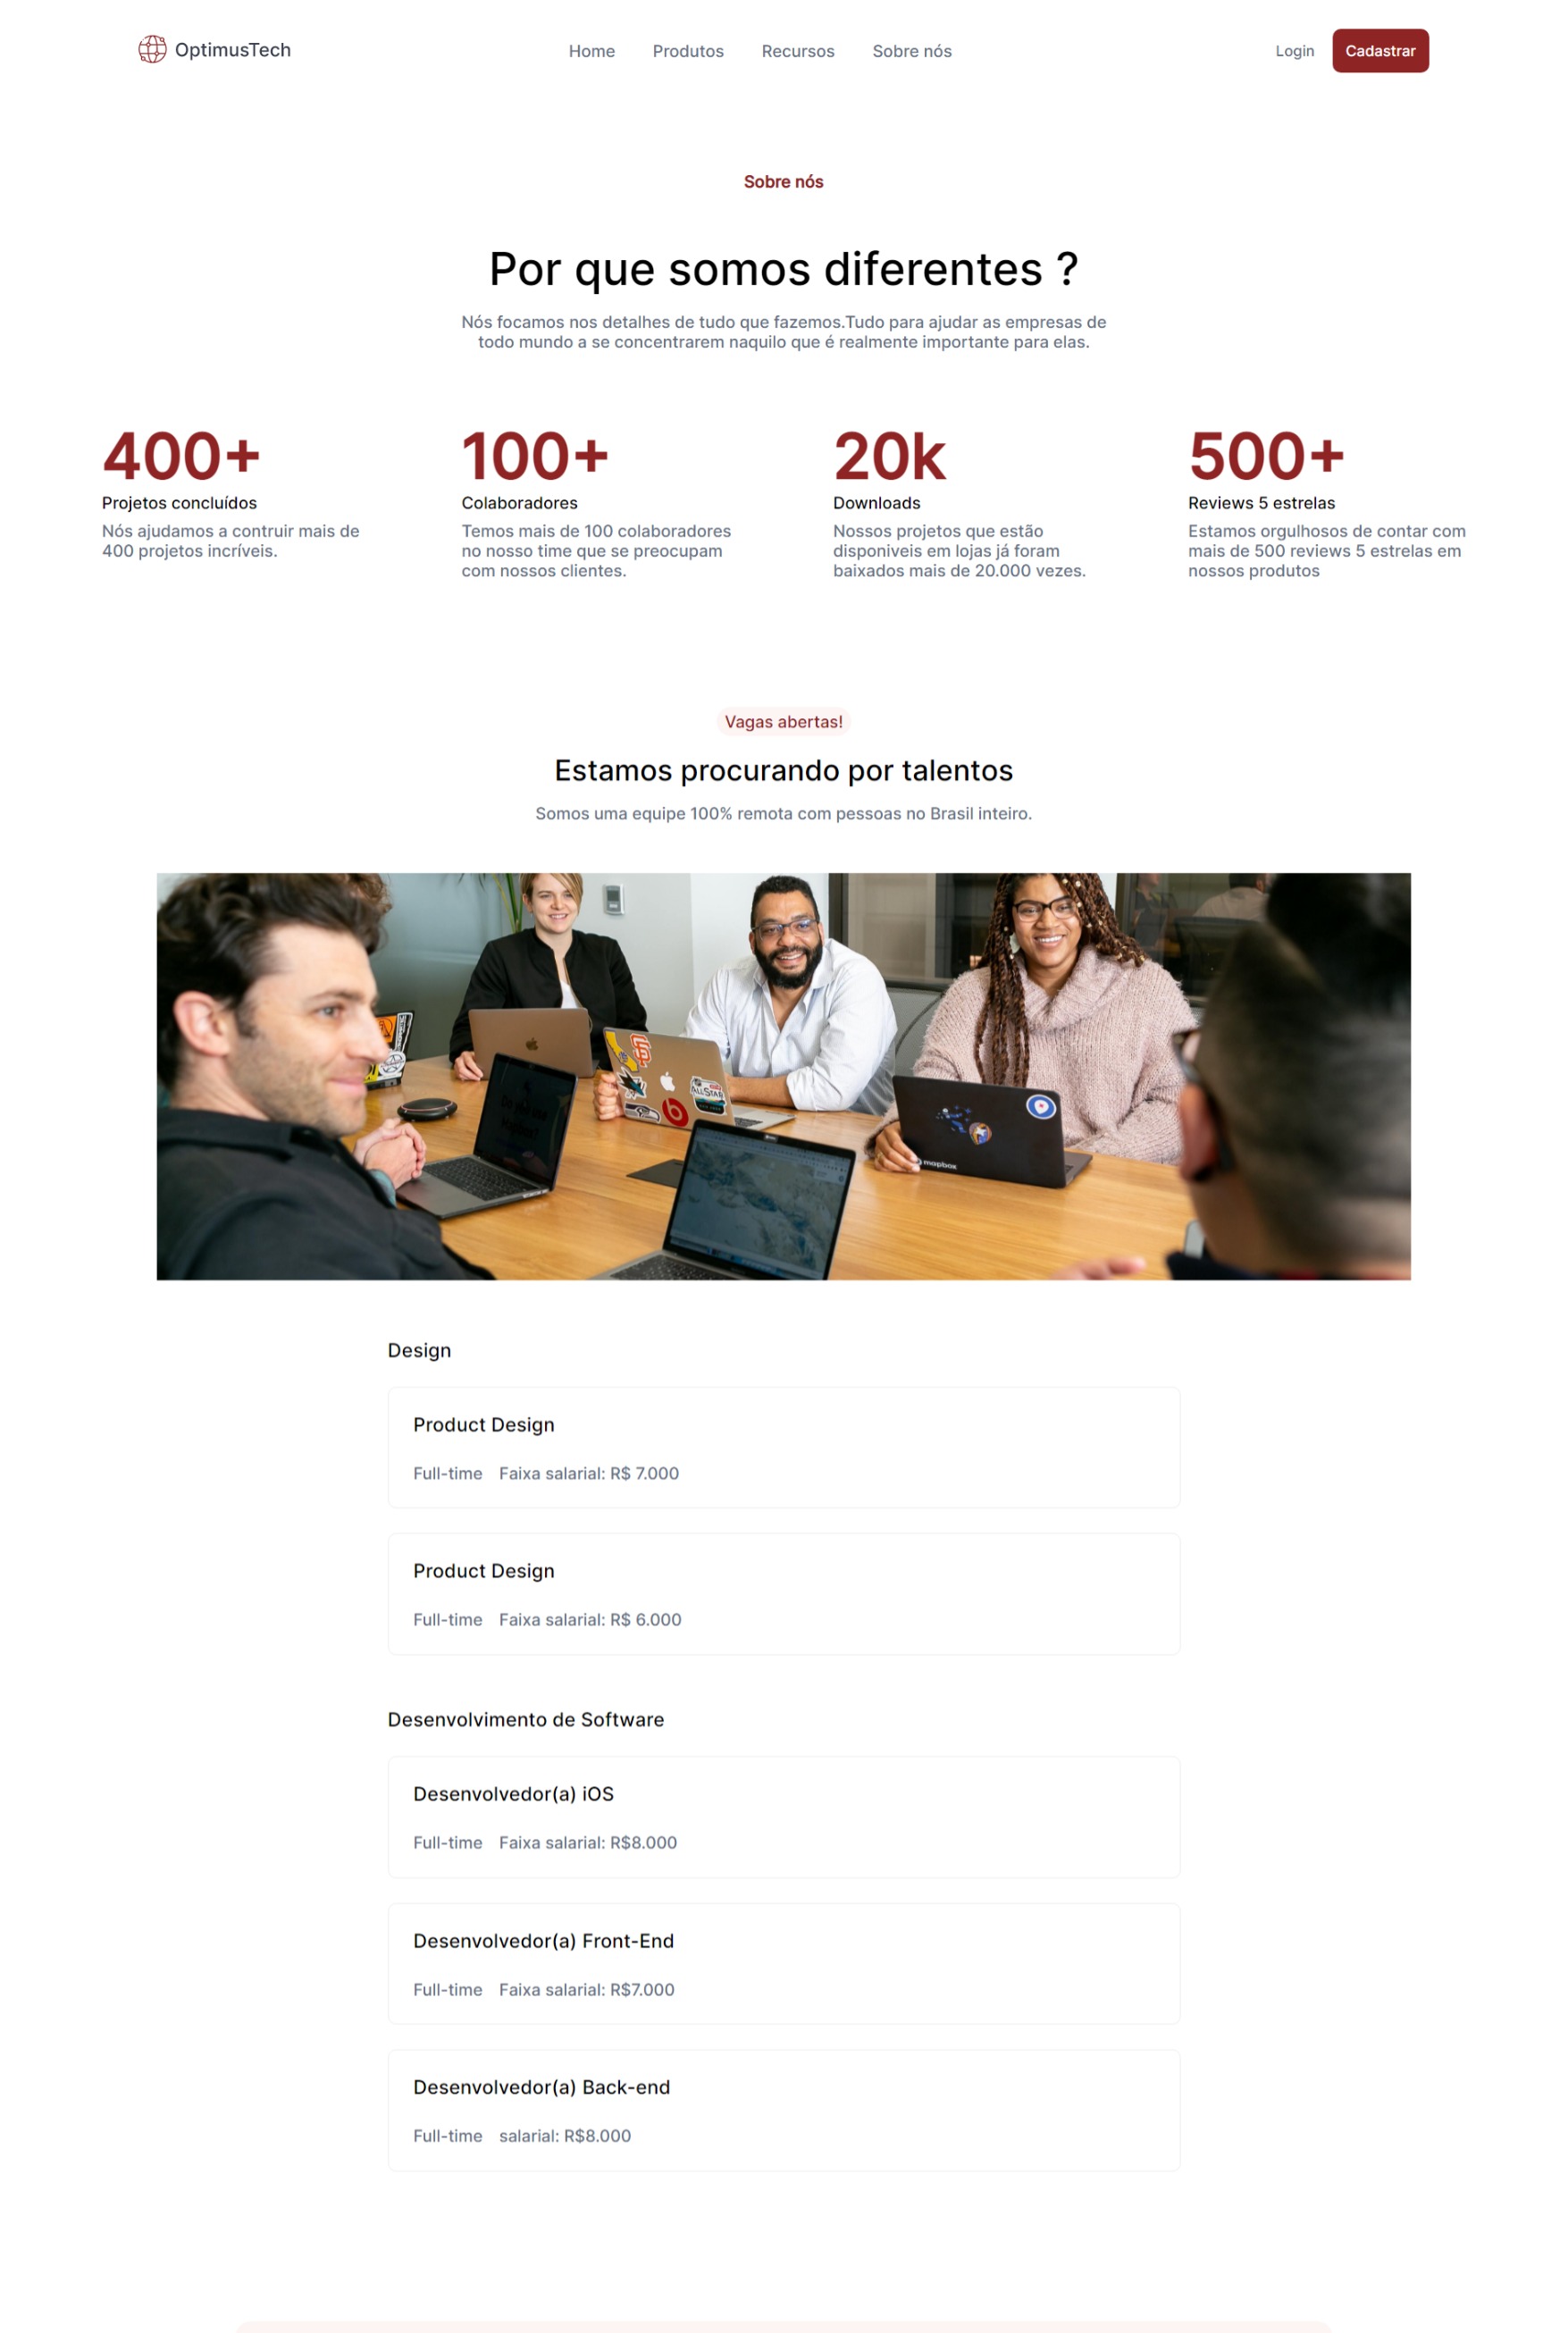 OptimusTech
Home Produtos Recursos Sobre nós
Login Cadastrar
Sobre nós
Por que somos diferentes ?
Nós focamos nos detalhes de tudo que fazemos.Tudo para ajudar as empresas de
todo mundo a se concentrarem naquilo que é realmente importante para elas.
400+
Projetos concluídos
Nós ajudamos a contruir mais de
400 projetos incríveis.
100+
Colaboradores
Temos mais de 100 colaboradores
no nosso time que se preocupam
com nossos clientes.
20k
Downloads
Nossos projetos que estão
disponiveis em lojas já foram
baixados mais de 20.000 vezes.
500+
Reviews 5 estrelas
Estamos orgulhosos de contar com
mais de 500 reviews 5 estrelas em
nossos produtos
Vagas abertas!
Estamos procurando por talentos
Somos uma equipe 100% remota com pessoas no Brasil inteiro.
mapbox
Design
Product Design
Full-time Faixa salarial: R$ 7.000
Product Design
Full-time Faixa salarial: R$ 6.000
Desenvolvimento de Software
Desenvolvedor(a) iOS
Full-time Faixa salarial: R$8.000
Desenvolvedor(a) Front-End
Full-time Faixa salarial: R$7.000
Desenvolvedor(a) Back-end
Full-time salarial: R$8.000